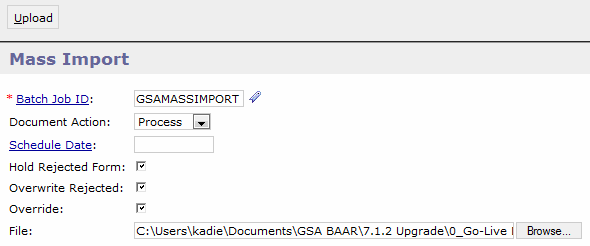 Upload
Mass Import
* Batch Job ID: GSAMASSIMPORT
Document Action: Process
Schedule Date:
Hold Rejected Form:
Overwrite Rejected:
Override:
File: C:\Users\kadie\Documents\GSA BAAR\7.1.2 Upgrade\0_Go-Live Browse...